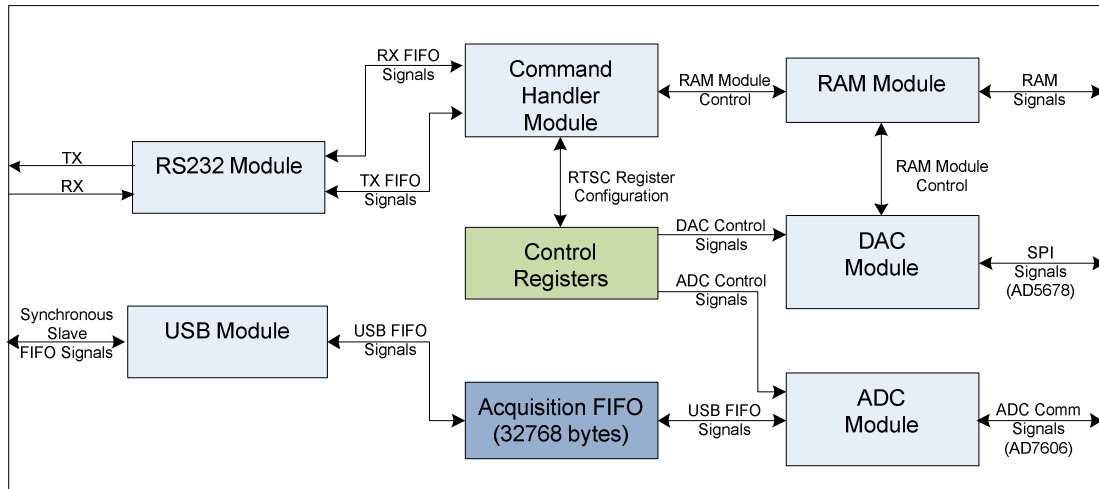 RX FIFO
Signals
Command
Handler
Module
RAM Module
Control
RAM Module
RAM
Signals
TX
RX
RS232 Module
TX FIFO
Signals
RTSC Register
Configuration
RAM Module
Control
Control
Registers
DAC Control
Signals
ADC Control
Signals
DAC
Module
SPI
Signals
(AD5678)
Synchronous
Slave
FIFO Signals
USB Module
USB FIFO
Signals
Acquisition FIFO
(32768 bytes)
USB FIFO
Signals
ADC
Module
ADC Comm
Signals
(AD7606)